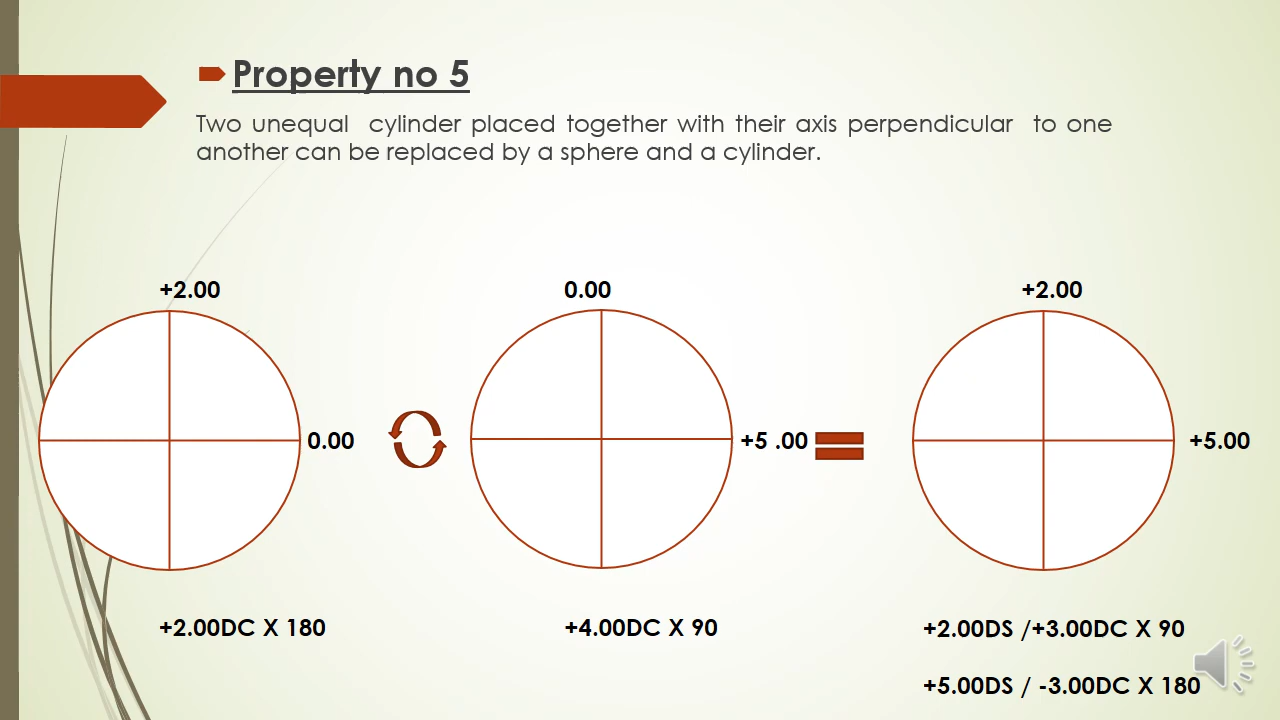 Property no 5
Two unequal cylinder placed together with their axis perpendicular to one
another can be replaced by a sphere and a cylinder.
+2.00
0.00
+2.00
0.00
+5 .00
+5.00
+2.00DC X 180
+4.00DC X 90
+2.00DS /+3.00DC X 90
+5.00DS / -3.00DC X 180